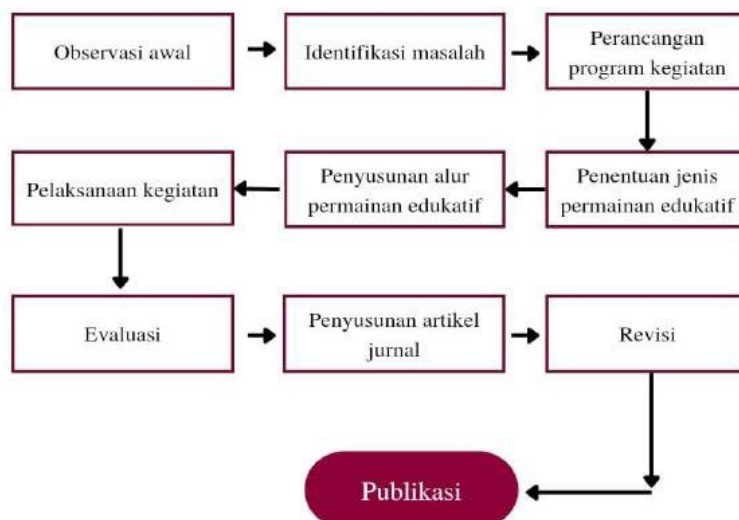 Observasi awal
Identifikasi masalah
Perancangan
program kegiatan
Penentuan jenis
permainan edukatif
Penyusunan alur
permainan edukatif
Pelaksanaan kegiatan
Evaluasi
Penyusunan artikel
jurnal
Revisi
Publikasi